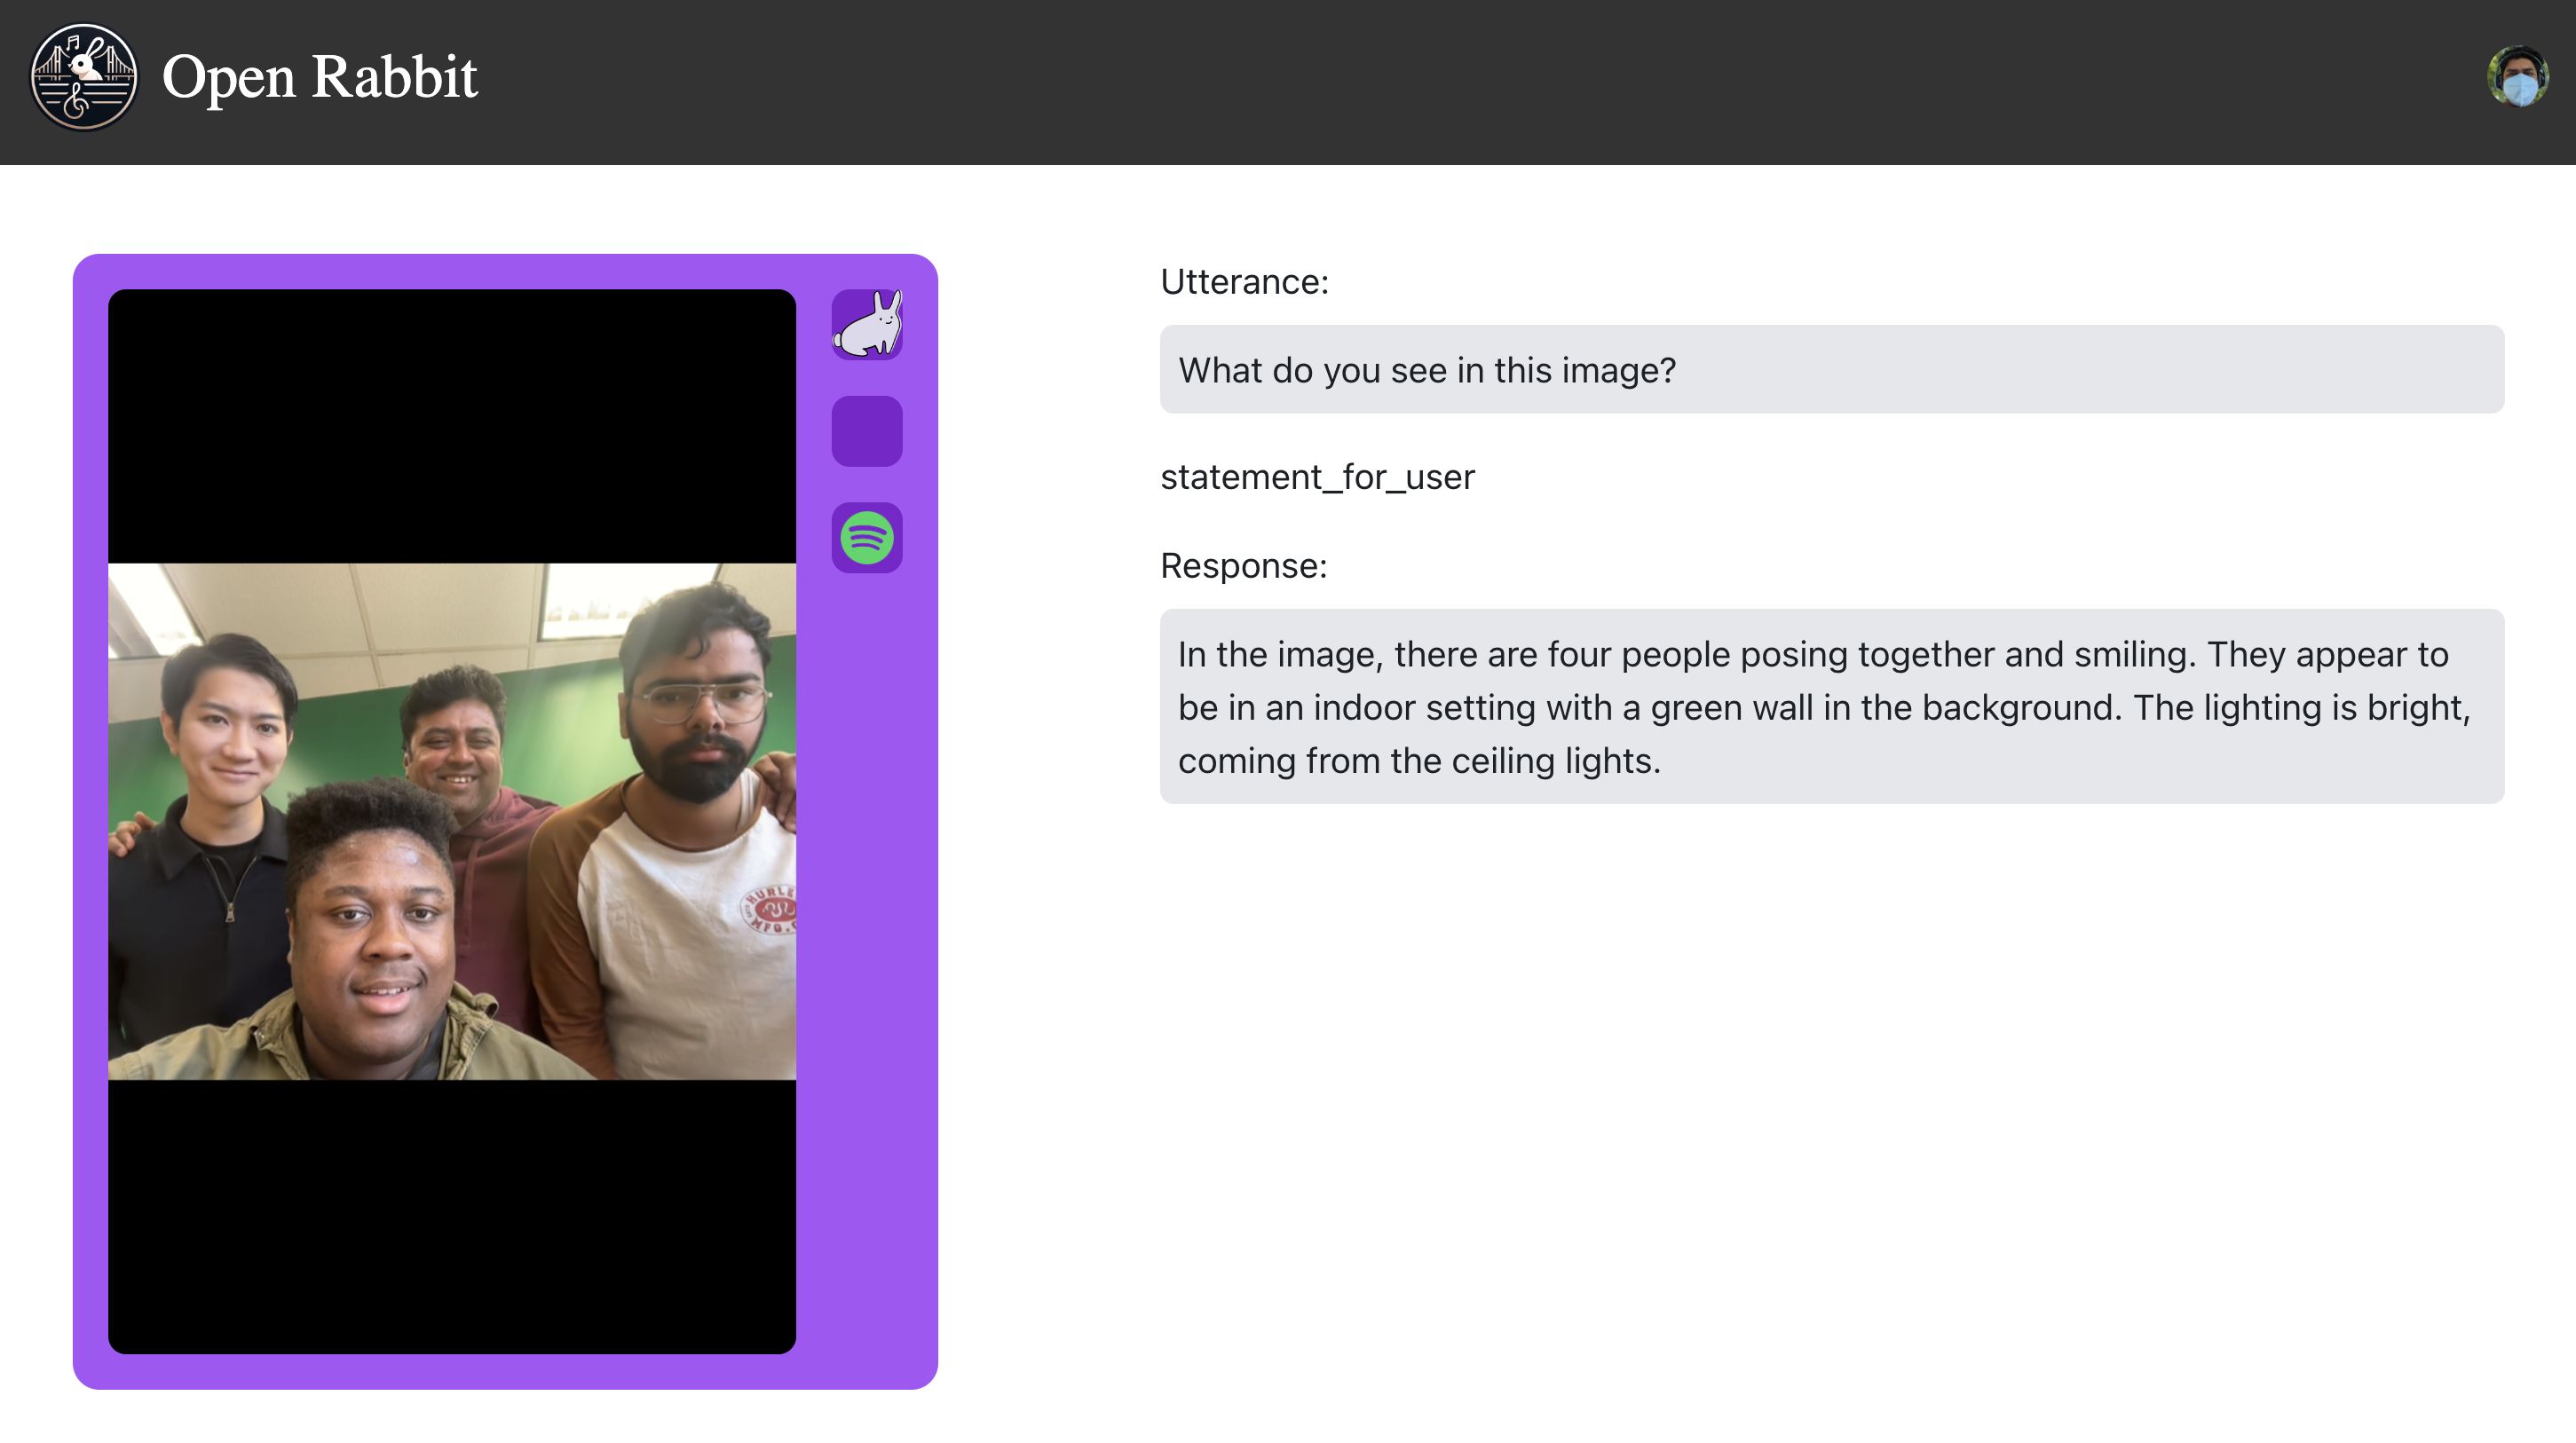 Open Rabbit
Utterance:
What do you see in this image?
statement_for_user
Response:
In the image, there are four people posing together and smiling. They appear to
be in an indoor setting with a green wall in the background. The lighting is bright,
coming from the ceiling lights.
MFG.